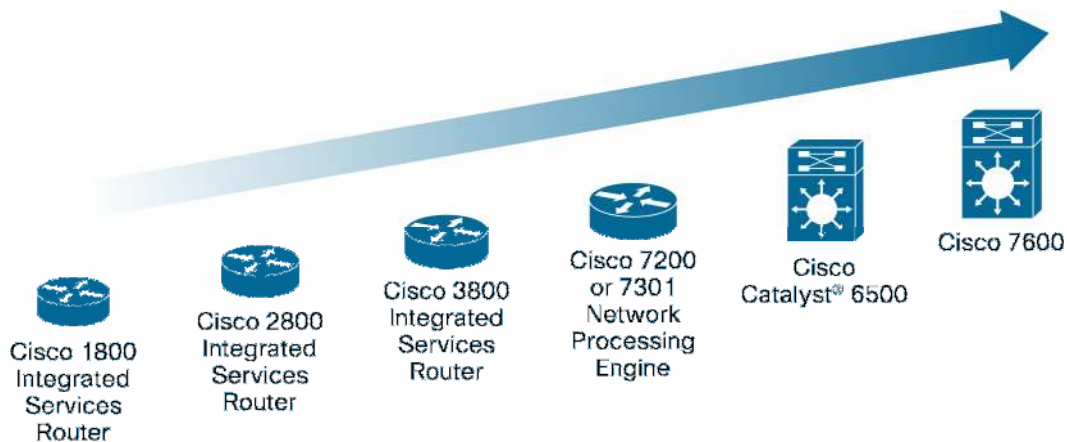 Cisco 1800
Integrated
Services
Router
Cisco 2800
Integrated
Services
Router
Cisco 3800
Integrated
Services
Router
Cisco 7200
or 7301
Network
Processing
Engine
Cisco
Catalyst® 6500
Cisco 7600